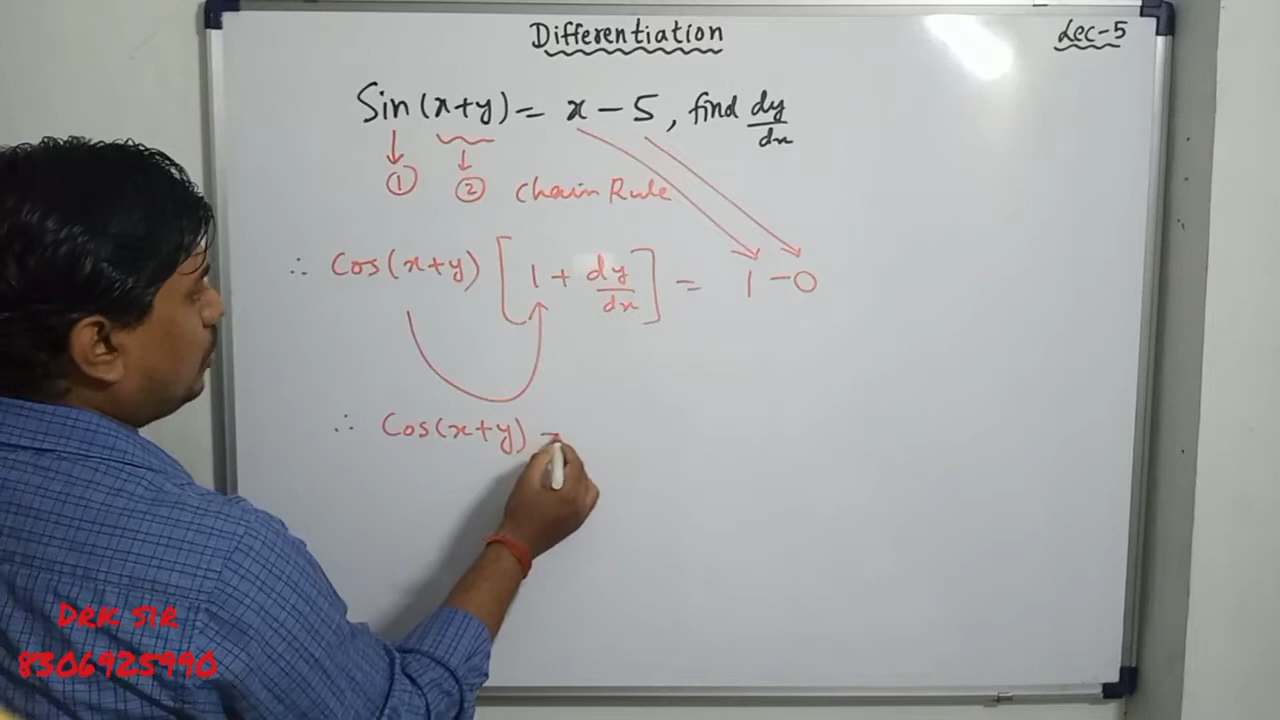 Differentiation
Lec-5
Sin(x+y) = x - 5, find dy/dx
① ② Chain Rule
∴ Cos(x+y) [1 + dy/dx] = 1 - 0
∴ Cos(x+y)
DRK SIR
8306925990